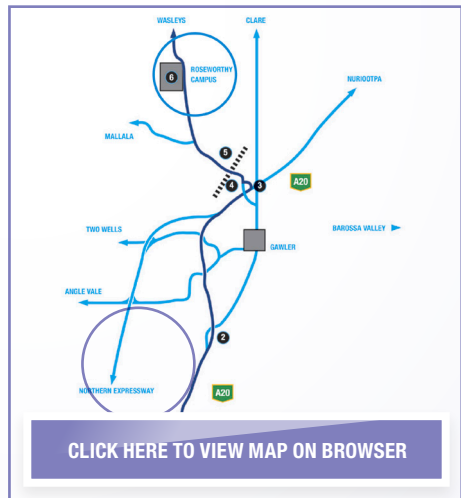 WASLEYS
CLARE
6
ROSEWORTHY
CAMPUS
NURIOOTPA
MALLALA
5
4
3
A20
TWO WELLS
BAROSSA VALLEY
GAWLER
ANGLE VALE
2
NORTHERN EXPRESSWAY
A20
CLICK HERE TO VIEW MAP ON BROWSER